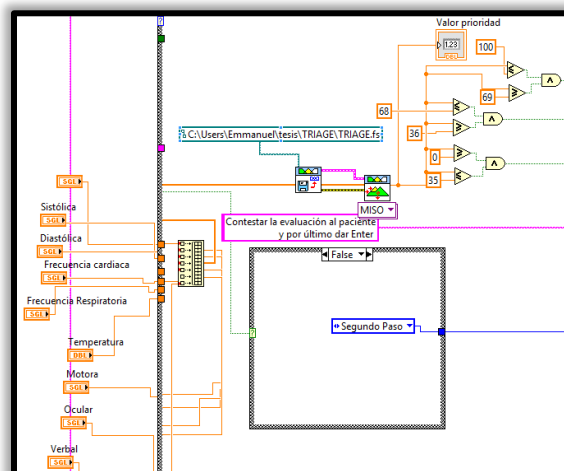 Valor prioridad
1.23
DBL
100
69
68
36
0
35
C:\Users\Emmanuel\tesis\TRIAGE\TRIAGE.fs
MISO
Contestar la evaluación al paciente
y por último dar Enter
False
Segundo Paso
?
?
SGL
Sistólica
SGL
Diastólica
SGL
Frecuencia cardiaca
SGL
Frecuencia Respiratoria
SGL
Temperatura
DBL
Motora
SGL
Ocular
SGL
Verbal
SGL